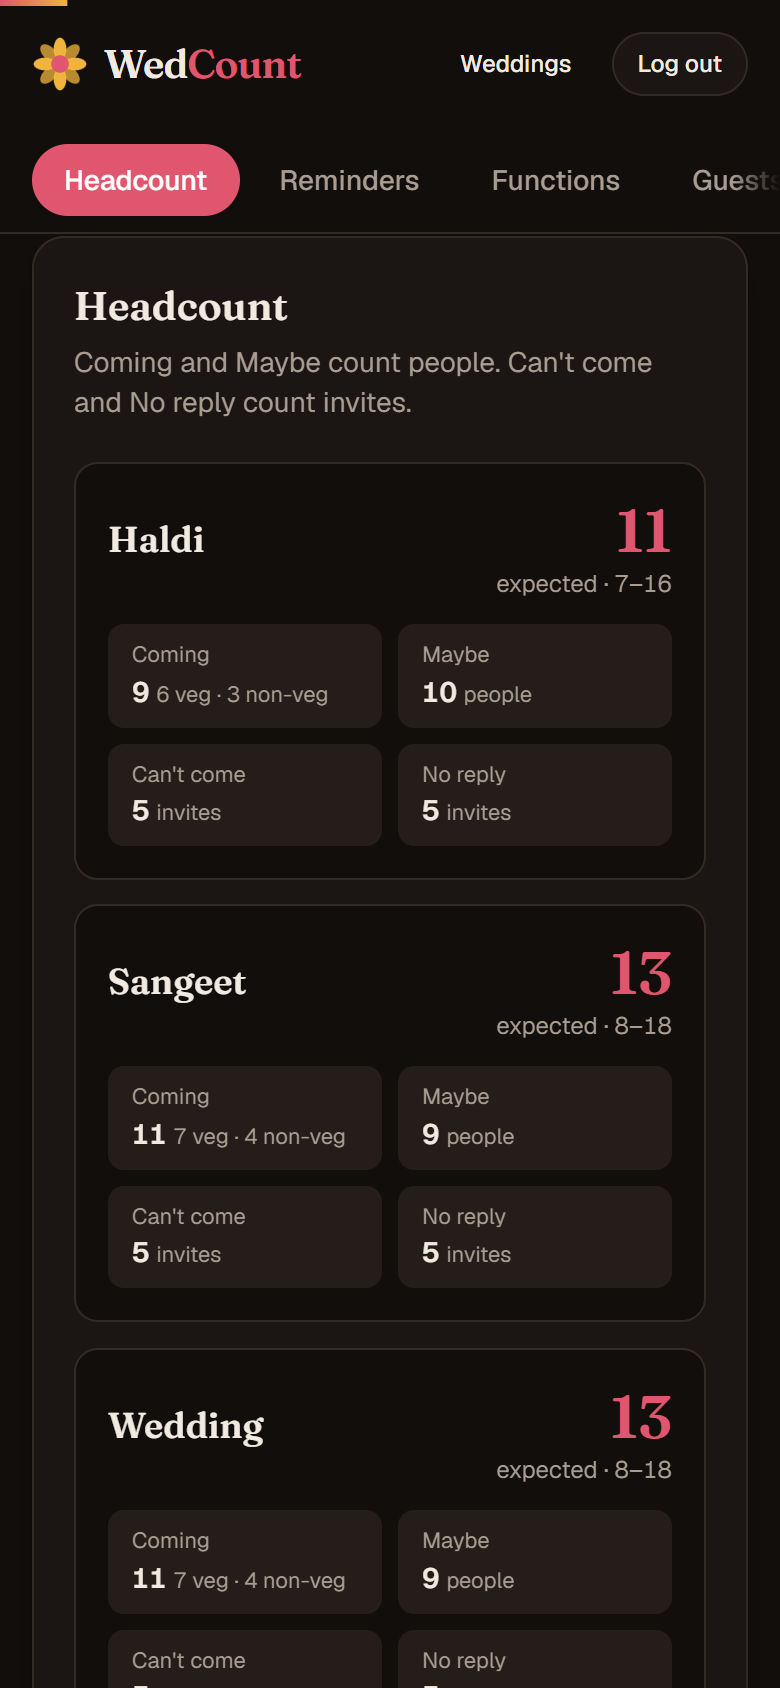 WedCount
Weddings
Log out
Headcount
Reminders
Functions
Guests
Headcount
Coming and Maybe count people. Can't come
and No reply count invites.
Haldi
11
expected · 7–16
Coming
9 6 veg · 3 non-veg
Maybe
10 people
Can't come
5 invites
No reply
5 invites
Sangeet
13
expected · 8–18
Coming
11 7 veg · 4 non-veg
Maybe
9 people
Can't come
5 invites
No reply
5 invites
Wedding
13
expected · 8–18
Coming
11 7 veg · 4 non-veg
Maybe
9 people
Can't come
No reply